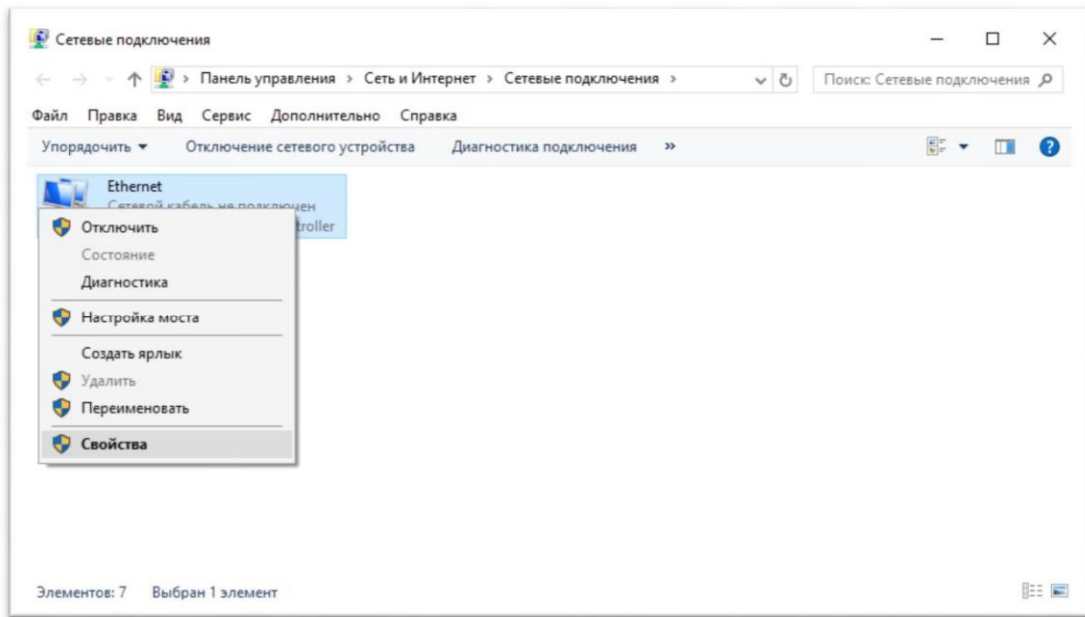 Сетевые подключения
Панель управления > Сеть и Интернет > Сетевые подключения >
Поиск: Сетевые подключения
Файл Правка Вид Сервис Дополнительно Справка
Упорядочить Отключение сетевого устройства Диагностика подключения »
Ethernet
Сетевой кабель не подключен
troller
Отключить
Состояние
Диагностика
Настройка моста
Создать ярлык
Удалить
Переименовать
Свойства
Элементов: 7 Выбран 1 элемент